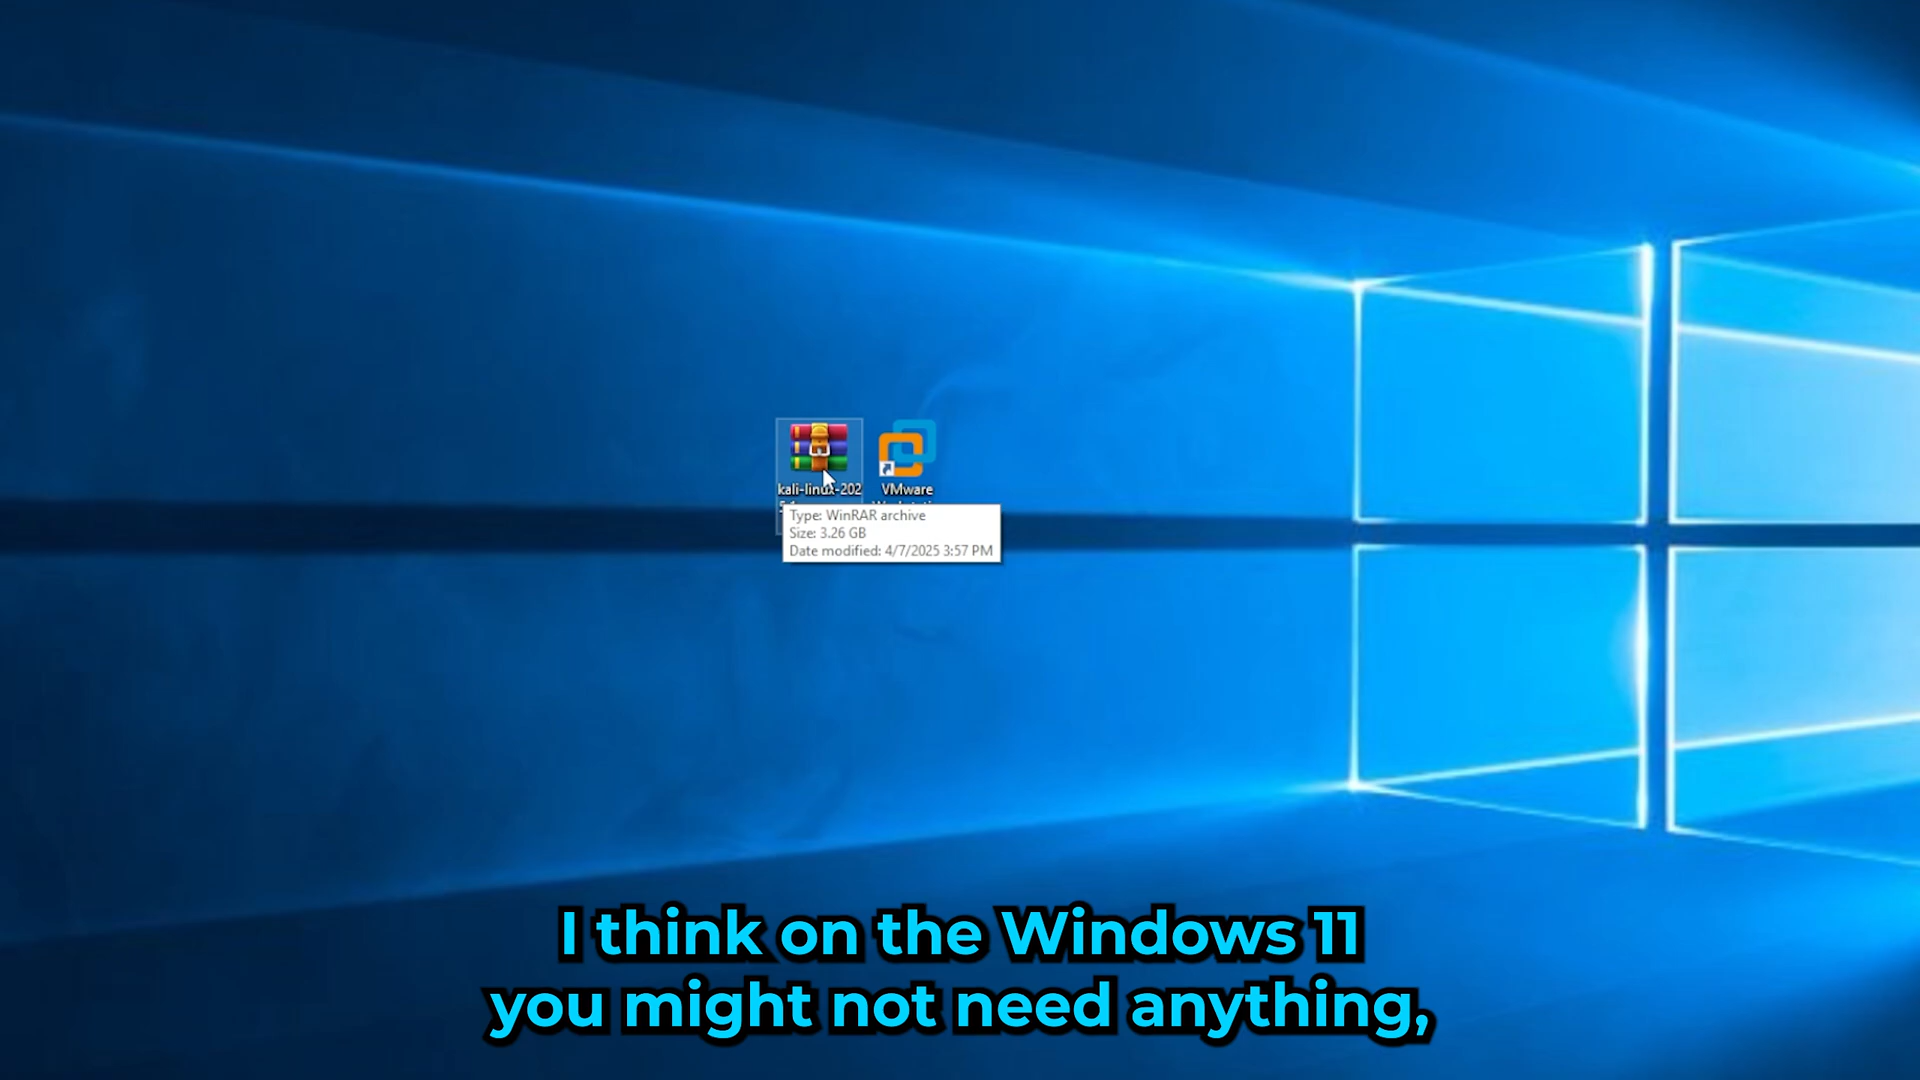 kali-linux-202
VMware
Type: WinRAR archive
Size: 3.26 GB
Date modified: 4/7/2025 3:57 PM
I think on the Windows 11
you might not need anything,